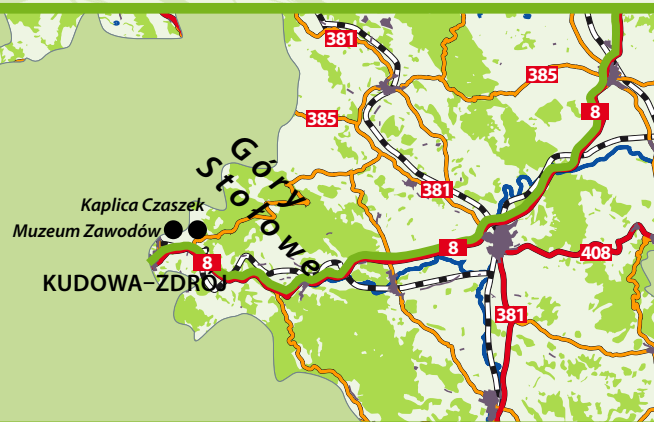 381
385
8
385
Góry
Stołowe
381
Kaplica Czaszek
Muzeum Zawodów
8
408
8
KUDOWA–ZDRÓJ
381